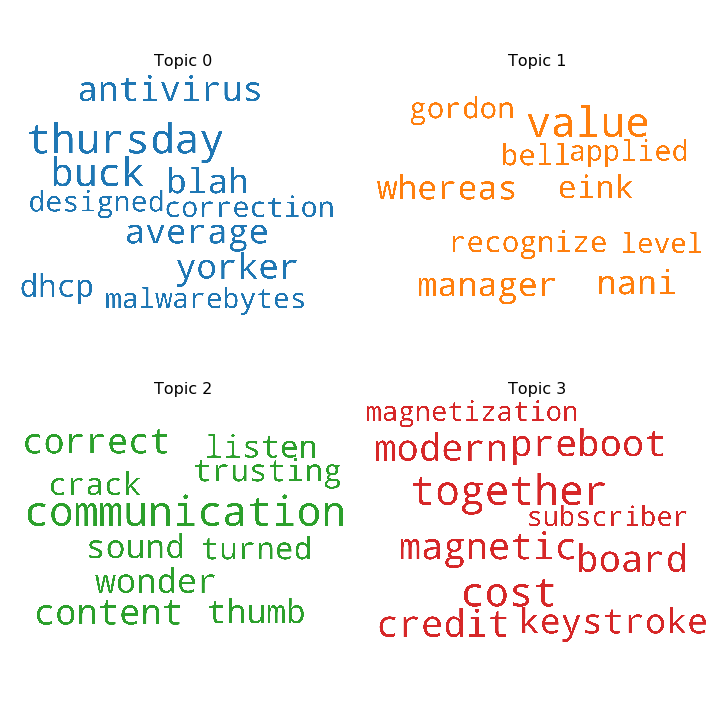 Topic 0
antivirus
thursday
buck blah
designed correction
average
yorker
dhcp malwarebytes
Topic 1
gordon value
bell applied
whereas eink
recognize level
manager nani
Topic 2
correct listen
crack trusting
communication
sound turned
wonder
content thumb
Topic 3
magnetization
modern preboot
together
subscriber
magnetic board
cost
credit keystroke